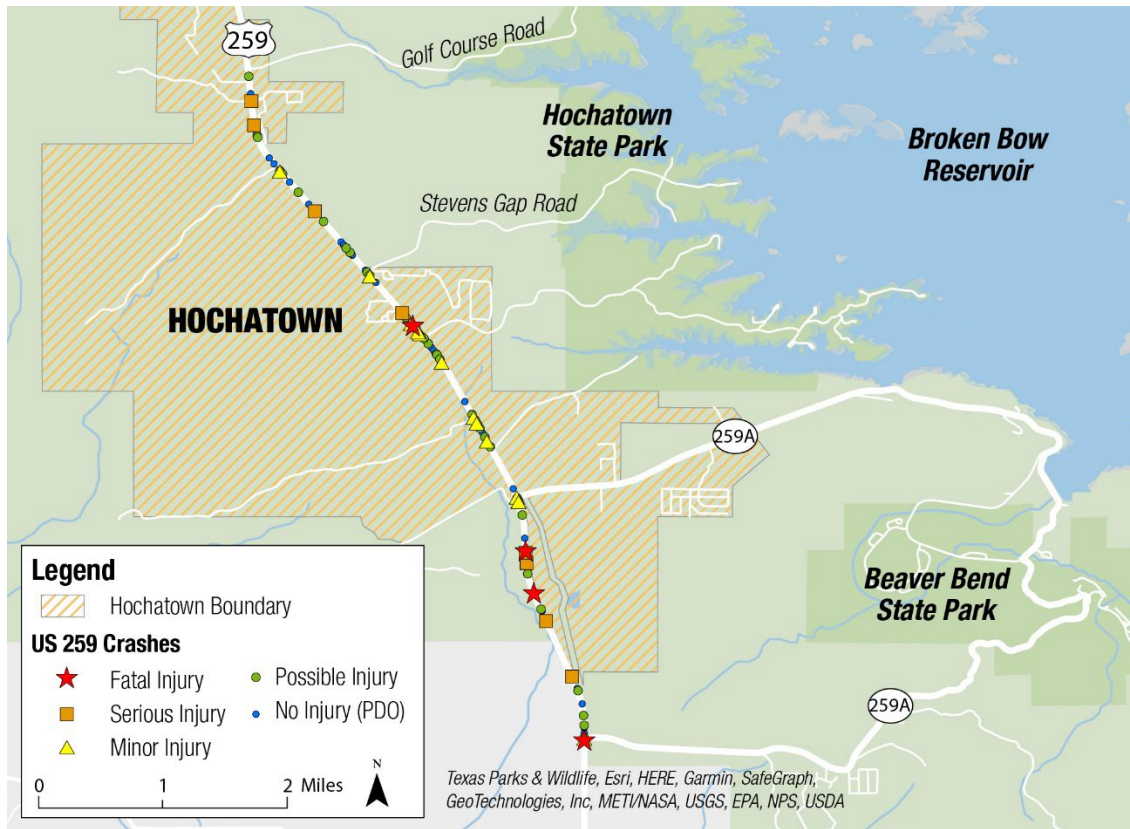 259
Golf Course Road
Hochatown
State Park
Broken Bow
Reservoir
Stevens Gap Road
HOCHATOWN
259A
Beaver Bend
State Park
259A
Legend
Hochatown Boundary
US 259 Crashes
Fatal Injury
Possible Injury
Serious Injury
No Injury (PDO)
Minor Injury
0 1 2 Miles
N
Texas Parks & Wildlife, Esri, HERE, Garmin, SafeGraph,
GeoTechnologies, Inc, METI/NASA, USGS, EPA, NPS, USDA